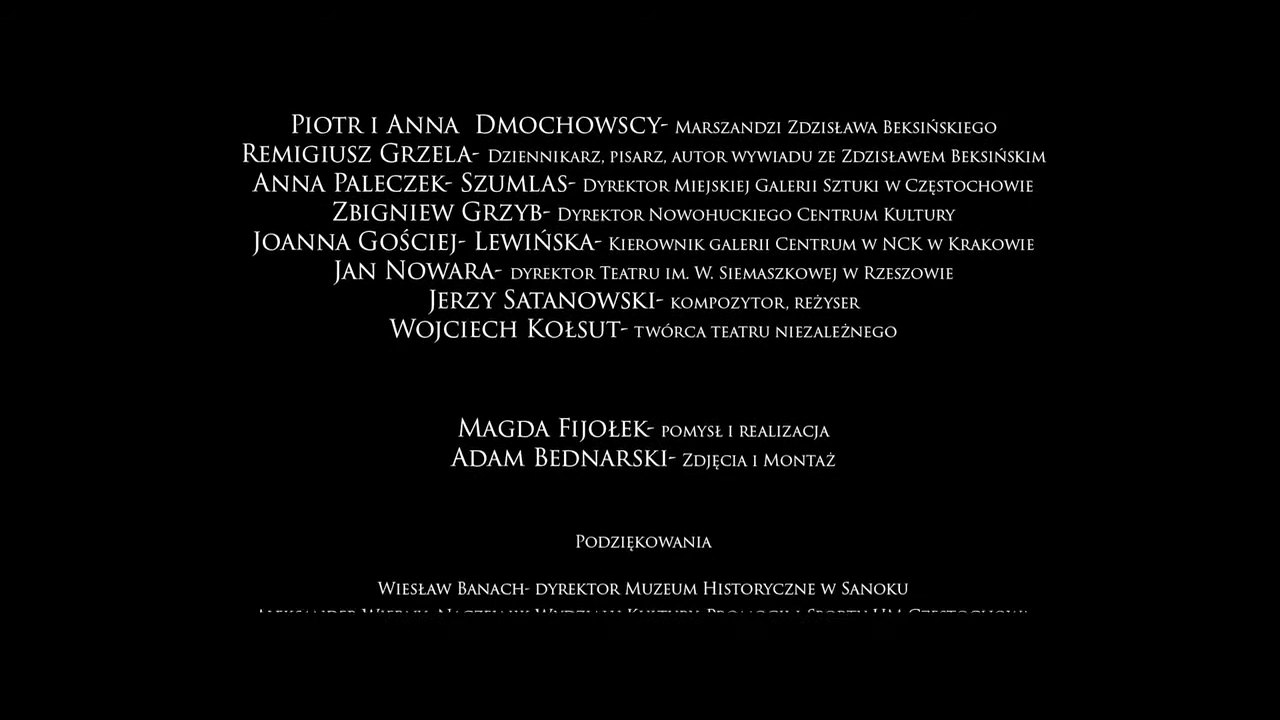 Piotr i Anna Dmochowscy- Marszandzi Zdzisława Beksińskiego
Remigiusz Grzela- Dziennikarz, pisarz, autor wywiadu ze Zdzisławem Beksińskim
Anna Paleczek- Szumlas- Dyrektor Miejskiej Galerii Sztuki w Częstochowie
Zbigniew Grzyb- Dyrektor Nowohuckiego Centrum Kultury
Joanna Gościej- Lewińska- Kierownik galerii Centrum w NCK w Krakowie
Jan Nowara- dyrektor Teatru im. W. Siemaszkowej w Rzeszowie
Jerzy Satanowski- kompozytor, reżyser
Wojciech Kołsut- twórca teatru niezależnego
Magda Fijołek- pomysł i realizacja
Adam Bednarski- Zdjęcia i Montaż
Podziękowania
Wiesław Banach- dyrektor Muzeum Historyczne w Sanoku